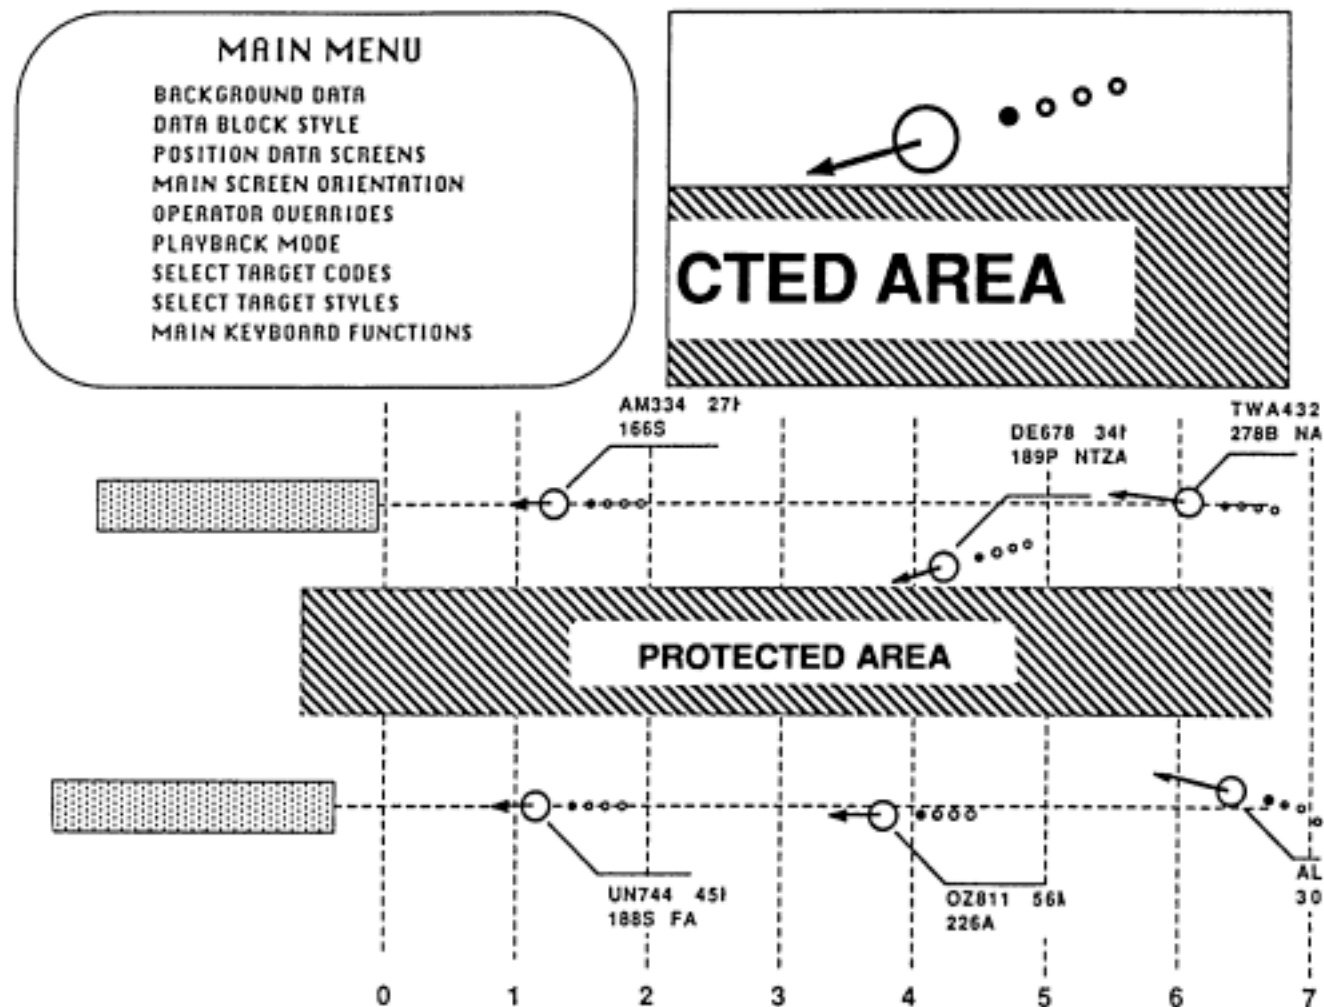 MAIN MENU
BACKGROUND DATA
DATA BLOCK STYLE
POSITION DATA SCREENS
MAIN SCREEN ORIENTATION
OPERATOR OVERRIDES
PLAYBACK MODE
SELECT TARGET CODES
SELECT TARGET STYLES
MAIN KEYBOARD FUNCTIONS
CTED AREA
AM334
166S
DE678
189P NTZA
TWA432
278B NA
PROTECTED AREA
UN744
188S FA
OZ811
226A
AL
30
0 1 2 3 4 5 6 7